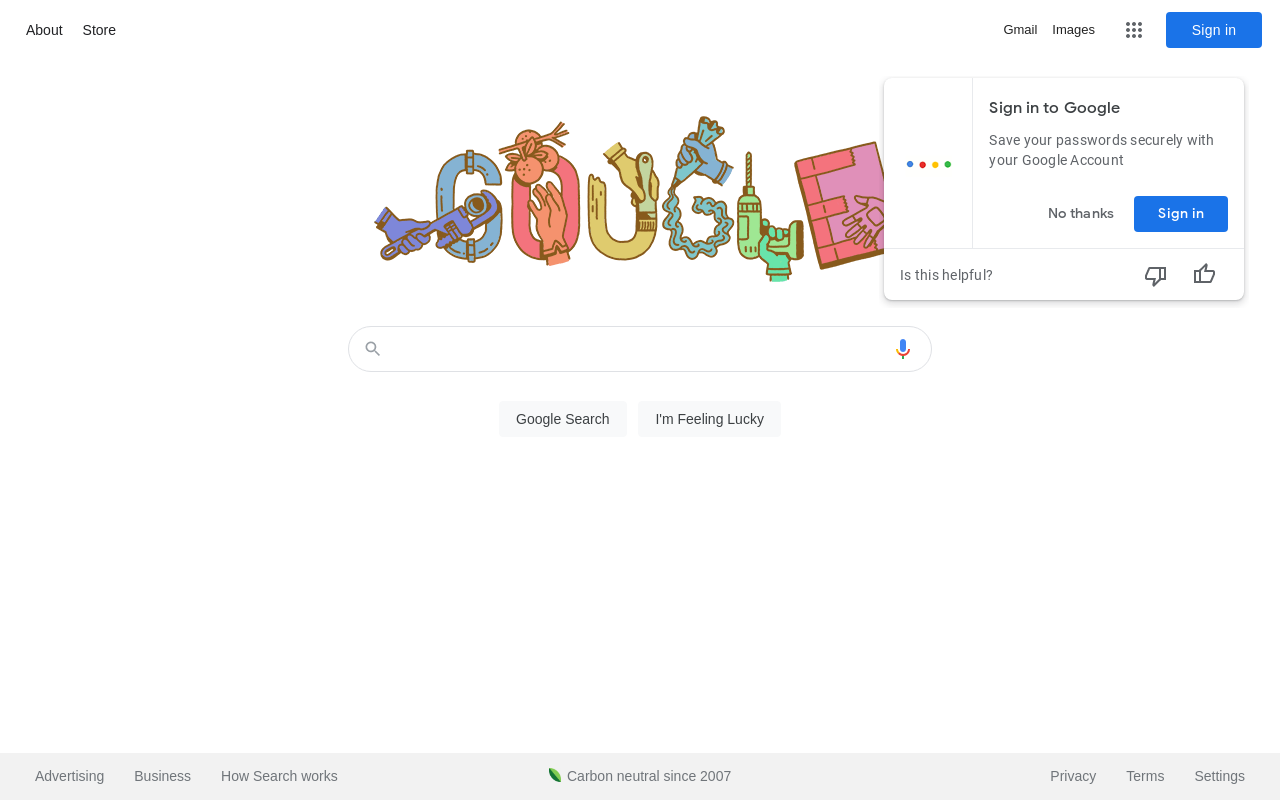 About
Store
Gmail
Images
Sign in
GOUGLE
Sign in to Google
Save your passwords securely with
your Google Account
No thanks
Sign in
Is this helpful?
Google Search
I'm Feeling Lucky
Advertising
Business
How Search works
Carbon neutral since 2007
Privacy
Terms
Settings